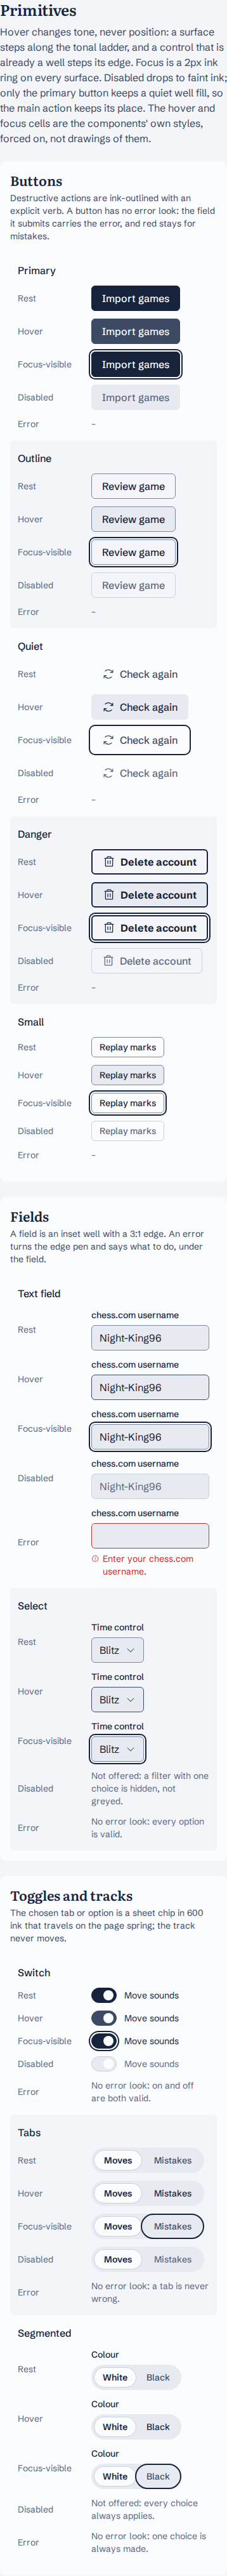 Primitives
Hover changes tone, never position: a surface
steps along the tonal ladder, and a control that is
already a well steps its edge. Focus is a 2px ink
ring on every surface. Disabled drops to faint ink;
only the primary button keeps a quiet well fill, so
the main action keeps its place. The hover and
focus cells are the components' own styles,
forced on, not drawings of them.
Buttons
Destructive actions are ink-outlined with an
explicit verb. A button has no error look: the field
it submits carries the error, and red stays for
mistakes.
Primary
Rest Import games
Hover Import games
Focus-visible Import games
Disabled Import games
Error –
Outline
Rest Review game
Hover Review game
Focus-visible Review game
Disabled Review game
Error –
Quiet
Rest Check again
Hover Check again
Focus-visible Check again
Disabled Check again
Error –
Danger
Rest Delete account
Hover Delete account
Focus-visible Delete account
Disabled Delete account
Error –
Small
Rest Replay marks
Hover Replay marks
Focus-visible Replay marks
Disabled Replay marks
Error –
Fields
A field is an inset well with a 3:1 edge. An error
turns the edge pen and says what to do, under
the field.
Text field
chess.com username
Rest Night-King96
chess.com username
Hover Night-King96
chess.com username
Focus-visible Night-King96
chess.com username
Disabled Night-King96
chess.com username
Error
Enter your chess.com
username.
Select
Time control
Rest Blitz
Time control
Hover Blitz
Time control
Focus-visible Blitz
Disabled Not offered: a filter with one
choice is hidden, not
greyed.
Error No error look: every option
is valid.
Toggles and tracks
The chosen tab or option is a sheet chip in 600
ink that travels on the page spring; the track
never moves.
Switch
Rest Move sounds
Hover Move sounds
Focus-visible Move sounds
Disabled Move sounds
Error No error look: on and off
are both valid.
Tabs
Rest Moves Mistakes
Hover Moves Mistakes
Focus-visible Moves Mistakes
Disabled Moves Mistakes
Error No error look: a tab is never
wrong.
Segmented
Colour
Rest White Black
Colour
Hover White Black
Colour
Focus-visible White Black
Disabled Not offered: every choice
always applies.
Error No error look: one choice is
always made.